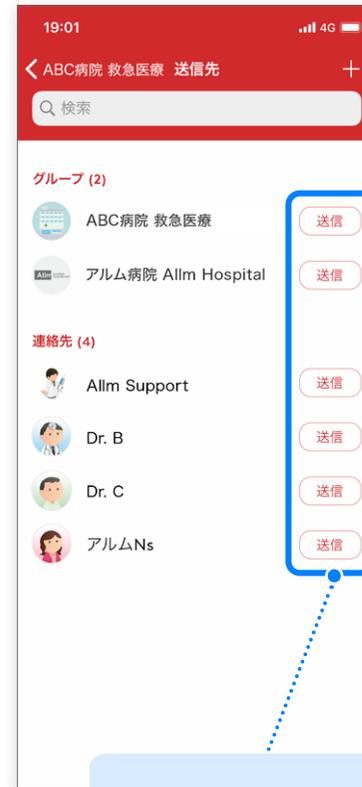 19:01 4G
ABC病院 救急医療 送信先
検索
グループ (2)
ABC病院 救急医療 送信
Allm アルム病院 Allm Hospital 送信
連絡先 (4)
Allm Support 送信
Dr. B 送信
Dr. C 送信
アルムNs 送信